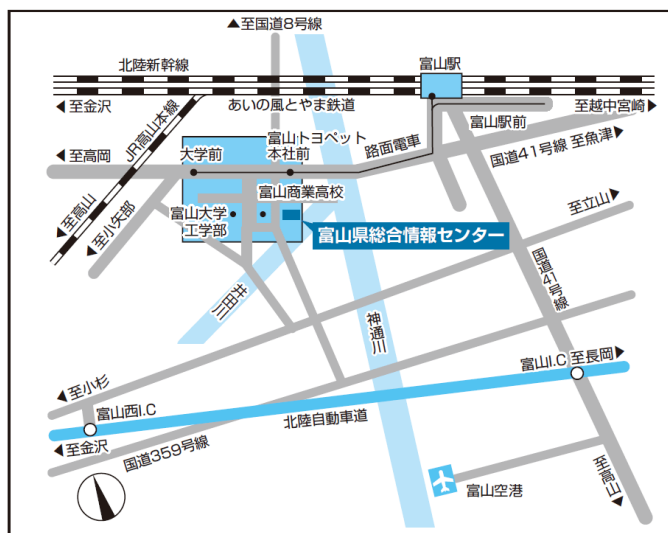 ▲至国道8号線
北陸新幹線
富山駅
◀至金沢
あいの風とやま鉄道
至越中宮崎▶
JR高山本線
富山駅前
富山トヨペット
本社前
大学前
路面電車
国道41号線 至魚津▶
◀至高岡
富山商業高校
◀至高山
◀至小矢部
富山大学
工学部
富山県総合情報センター
至立山▶
国道41号線
井田川
神通川
富山I.C 至長岡▶
◀至小杉
富山西I.C
北陸自動車道
◀至金沢
国道359号線
富山空港
至高山▶